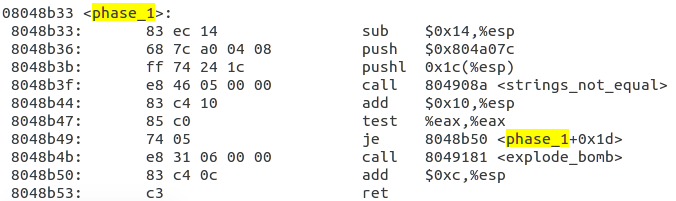 08048b33 <phase_1>:
8048b33: 83 ec 14 sub $0x14,%esp
8048b36: 68 7c a0 04 08 push $0x804a07c
8048b3b: ff 74 24 1c pushl 0x1c(%esp)
8048b3f: e8 46 05 00 00 call 804908a <strings_not_equal>
8048b44: 83 c4 10 add $0x10,%esp
8048b47: 85 c0 test %eax,%eax
8048b49: 74 05 je 8048b50 <phase_1+0x1d>
8048b4b: e8 31 06 00 00 call 8049181 <explode_bomb>
8048b50: 83 c4 0c add $0xc,%esp
8048b53: c3 ret